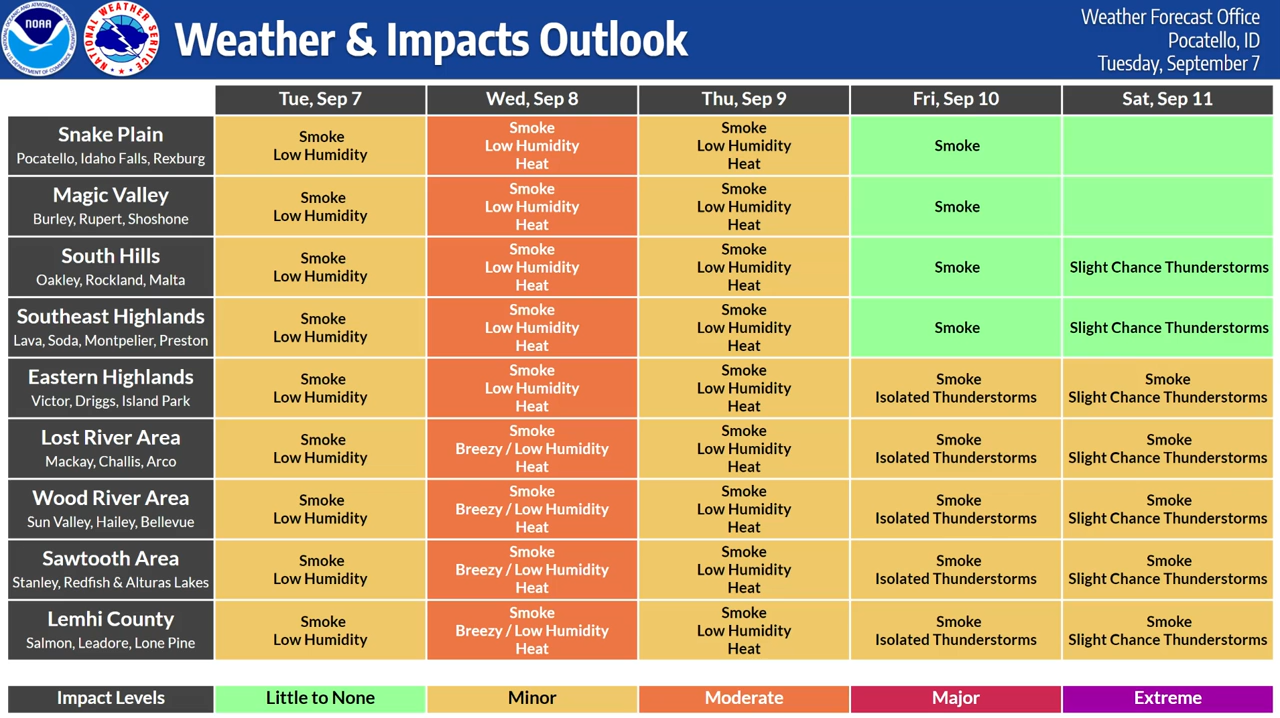 NOAA
NATIONAL OCEANIC AND ATMOSPHERIC ADMINISTRATION
U.S. DEPARTMENT OF COMMERCE
NATIONAL WEATHER SERVICE
Weather & Impacts Outlook
Weather Forecast Office
Pocatello, ID
Tuesday, September 7
Tue, Sep 7
Wed, Sep 8
Thu, Sep 9
Fri, Sep 10
Sat, Sep 11
Snake Plain
Pocatello, Idaho Falls, Rexburg
Smoke
Low Humidity
Smoke
Low Humidity
Heat
Smoke
Low Humidity
Heat
Smoke
Magic Valley
Burley, Rupert, Shoshone
Smoke
Low Humidity
Smoke
Low Humidity
Heat
Smoke
Low Humidity
Heat
Smoke
South Hills
Oakley, Rockland, Malta
Smoke
Low Humidity
Smoke
Low Humidity
Heat
Smoke
Low Humidity
Heat
Smoke
Slight Chance Thunderstorms
Southeast Highlands
Lava, Soda, Montpelier, Preston
Smoke
Low Humidity
Smoke
Low Humidity
Heat
Smoke
Low Humidity
Heat
Smoke
Slight Chance Thunderstorms
Eastern Highlands
Victor, Driggs, Island Park
Smoke
Low Humidity
Smoke
Low Humidity
Heat
Smoke
Low Humidity
Heat
Smoke
Isolated Thunderstorms
Smoke
Slight Chance Thunderstorms
Lost River Area
Mackay, Challis, Arco
Smoke
Low Humidity
Smoke
Breezy / Low Humidity
Heat
Smoke
Low Humidity
Heat
Smoke
Isolated Thunderstorms
Smoke
Slight Chance Thunderstorms
Wood River Area
Sun Valley, Hailey, Bellevue
Smoke
Low Humidity
Smoke
Breezy / Low Humidity
Heat
Smoke
Low Humidity
Heat
Smoke
Isolated Thunderstorms
Smoke
Slight Chance Thunderstorms
Sawtooth Area
Stanley, Redfish & Alturas Lakes
Smoke
Low Humidity
Smoke
Breezy / Low Humidity
Heat
Smoke
Low Humidity
Heat
Smoke
Isolated Thunderstorms
Smoke
Slight Chance Thunderstorms
Lemhi County
Salmon, Leadore, Lone Pine
Smoke
Low Humidity
Smoke
Breezy / Low Humidity
Heat
Smoke
Low Humidity
Heat
Smoke
Isolated Thunderstorms
Smoke
Slight Chance Thunderstorms
Impact Levels
Little to None
Minor
Moderate
Major
Extreme